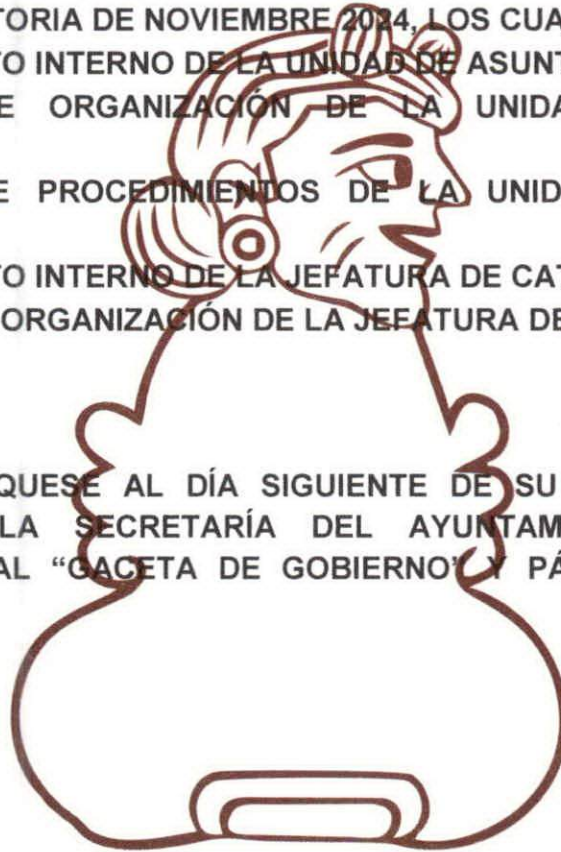 TORIA DE NOVIEMBRE 2024, LOS CUA
TO INTERNO DE LA UNIDAD DE ASUNT
E ORGANIZACIÓN DE LA UNIDA
E PROCEDIMIENTOS DE LA UNID
TO INTERNO DE LA JEFATURA DE CAT
ORGANIZACIÓN DE LA JEFATURA DE
QUESE AL DÍA SIGUIENTE DE SU
LA SECRETARÍA DEL AYUNTAM
AL “GACETA DE GOBIERNO” Y PÁ